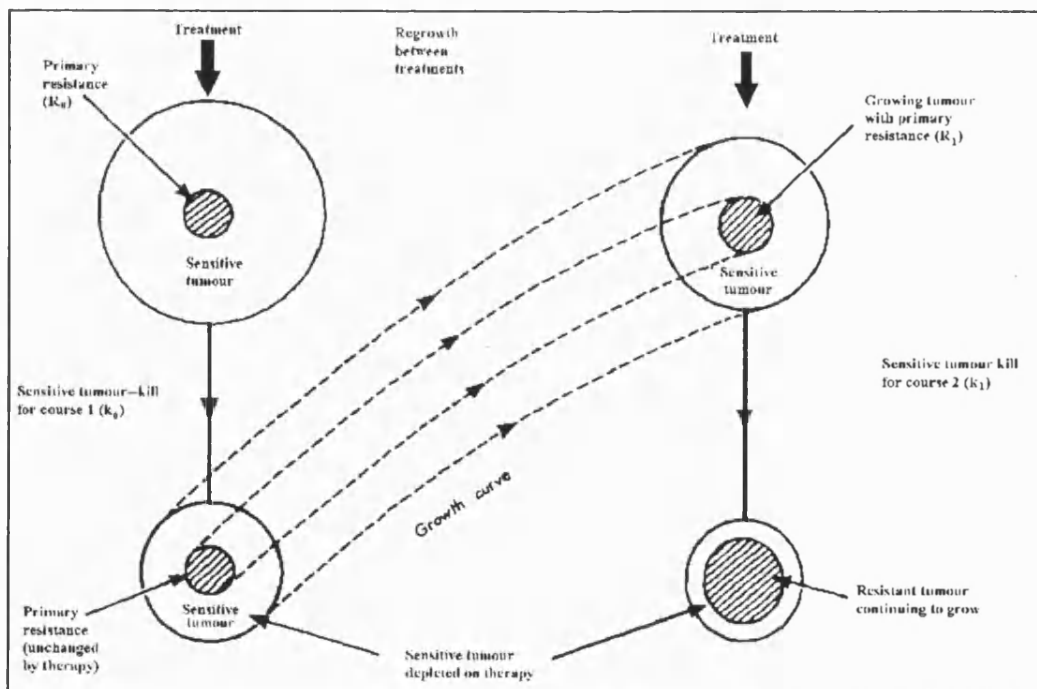 Treatment
Regrowth
between
treatments
Treatment
Primary
resistance
(R₀)
Growing tumour
with primary
resistance (R₁)
Sensitive
tumour
Sensitive
tumour
Sensitive tumour–kill
for course 1 (k₀)
Sensitive tumour kill
for course 2 (k₁)
Growth curve
Primary
resistance
(unchanged
by therapy)
Sensitive
tumour
Sensitive tumour
depleted on therapy
Resistant tumour
continuing to grow